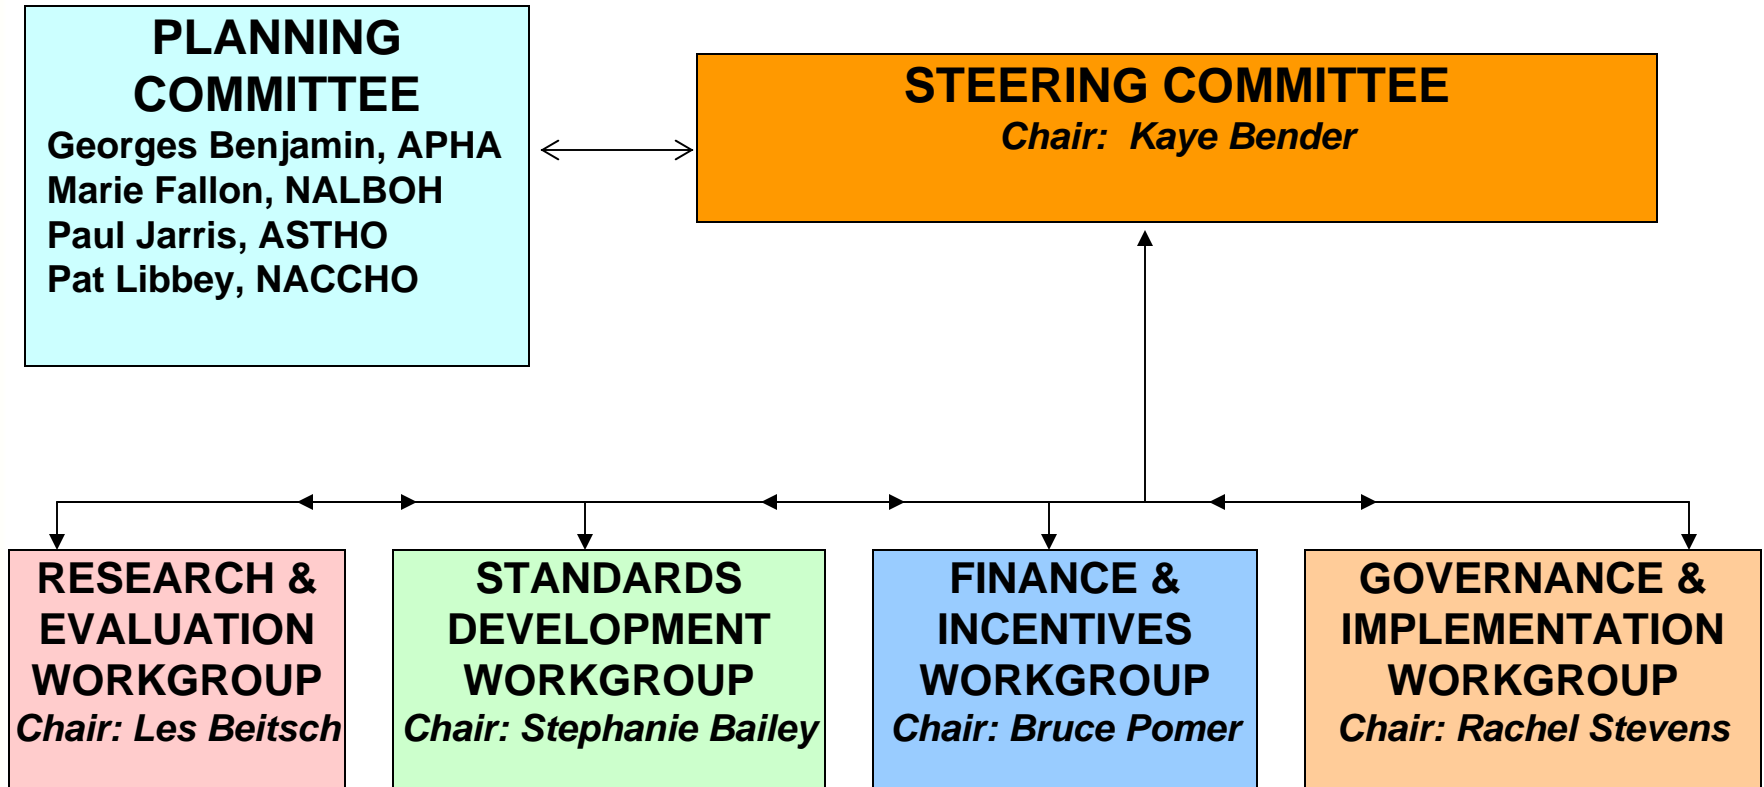 PLANNING
COMMITTEE
Georges Benjamin, APHA
Marie Fallon, NALBOH
Paul Jarris, ASTHO
Pat Libbey, NACCHO
STEERING COMMITTEE
Chair:  Kaye Bender
RESEARCH &
EVALUATION
WORKGROUP
Chair: Les Beitsch
STANDARDS
DEVELOPMENT
WORKGROUP
Chair: Stephanie Bailey
FINANCE &
INCENTIVES
WORKGROUP
Chair: Bruce Pomer
GOVERNANCE &
IMPLEMENTATION
WORKGROUP
Chair: Rachel Stevens